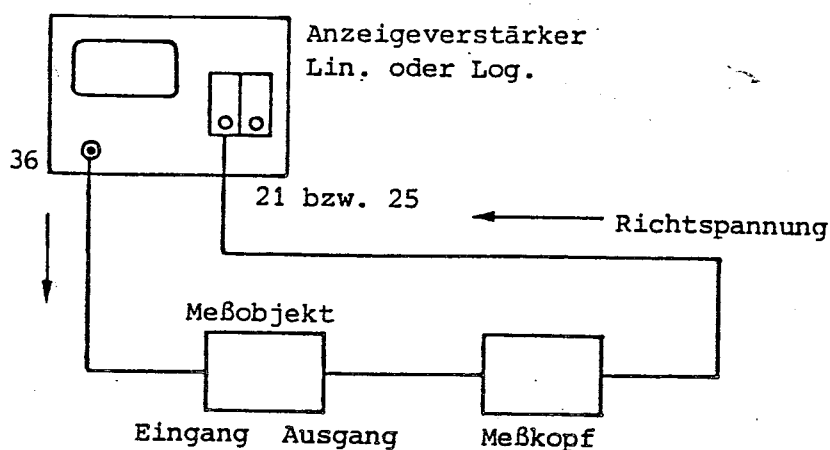 Anzeigeverstärker
Lin. oder Log.
36
21 bzw. 25
Richtspannung
Meßobjekt
Eingang Ausgang Meßkopf